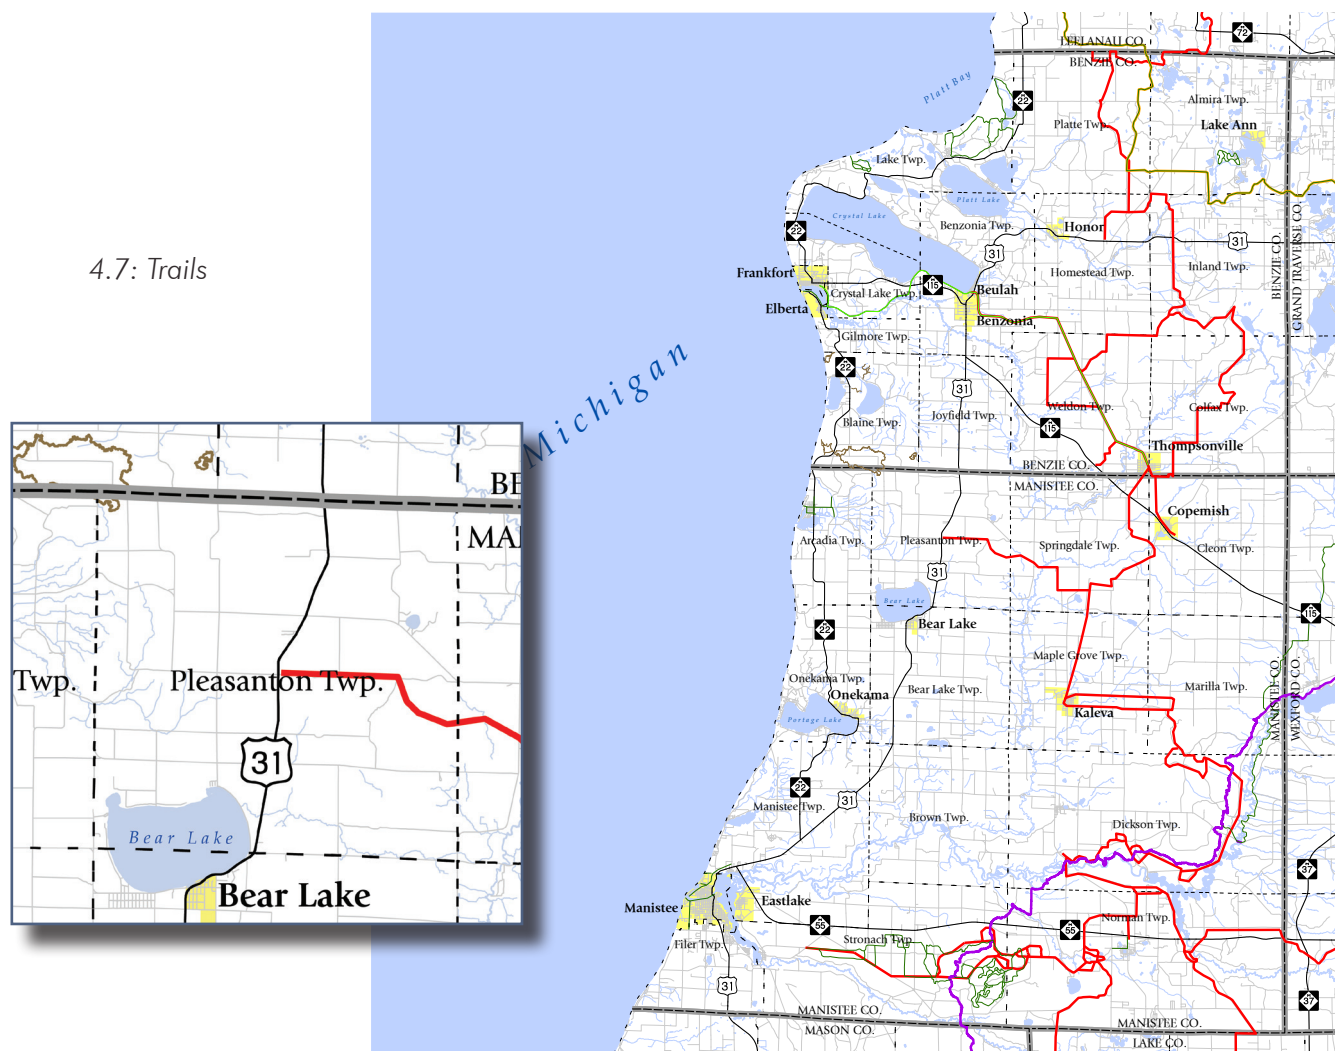 4.7: Trails
LEELANAU CO.
BENZIE CO.
72
Platt Bay
22
Almira Twp.
Platte Twp.
Lake Ann
Lake Twp.
Platt Lake
Crystal Lake
22
Benzonia Twp.
Honor
31
31
BENZIE CO.
GRAND TRAVERSE CO.
Frankfort
Homestead Twp.
Inland Twp.
115
Crystal Lake Twp.
Beulah
Elberta
Benzonia
Gilmore Twp.
22
Michigan
31
Weldon Twp.
Colfax Twp.
Joyfield Twp.
Blaine Twp.
115
Thompsonville
BENZIE CO.
MANISTEE CO.
Copemish
Arcadia Twp.
Pleasanton Twp.
Springdale Twp.
Cleon Twp.
31
Bear Lake
115
Bear Lake
22
Maple Grove Twp.
Onekama Twp.
Bear Lake Twp.
Marilla Twp.
MANISTEE CO.
WEXFORD CO.
Onekama
Kaleva
Portage Lake
22
31
Manistee Twp.
Brown Twp.
Dickson Twp.
37
Manistee
Eastlake
55
55
Norman Twp.
Filer Twp.
Stronach Twp.
31
37
MANISTEE CO.
MASON CO.
MANISTEE CO.
LAKE CO.
BE
MA
Twp.
Pleasanton Twp.
31
Bear Lake
Bear Lake